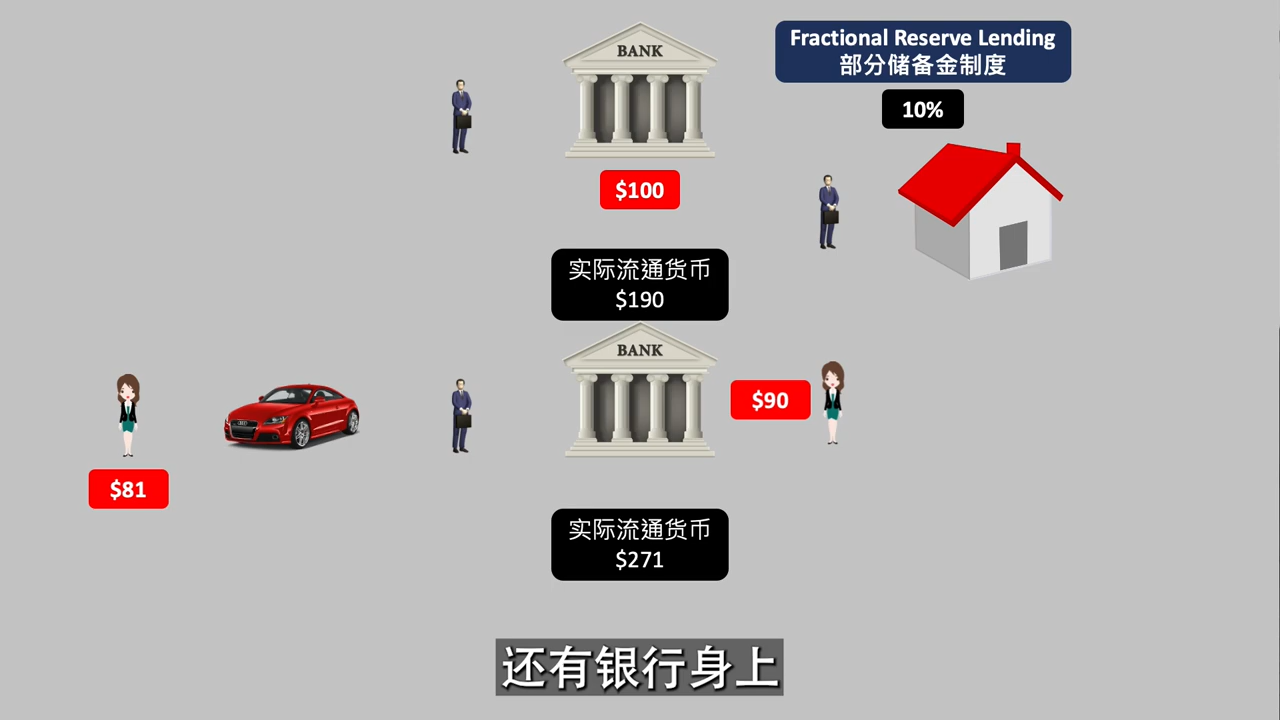 BANK
Fractional Reserve Lending
部分储备金制度
10%
$100
实际流通货币
$190
BANK
$90
$81
实际流通货币
$271
还有银行身上